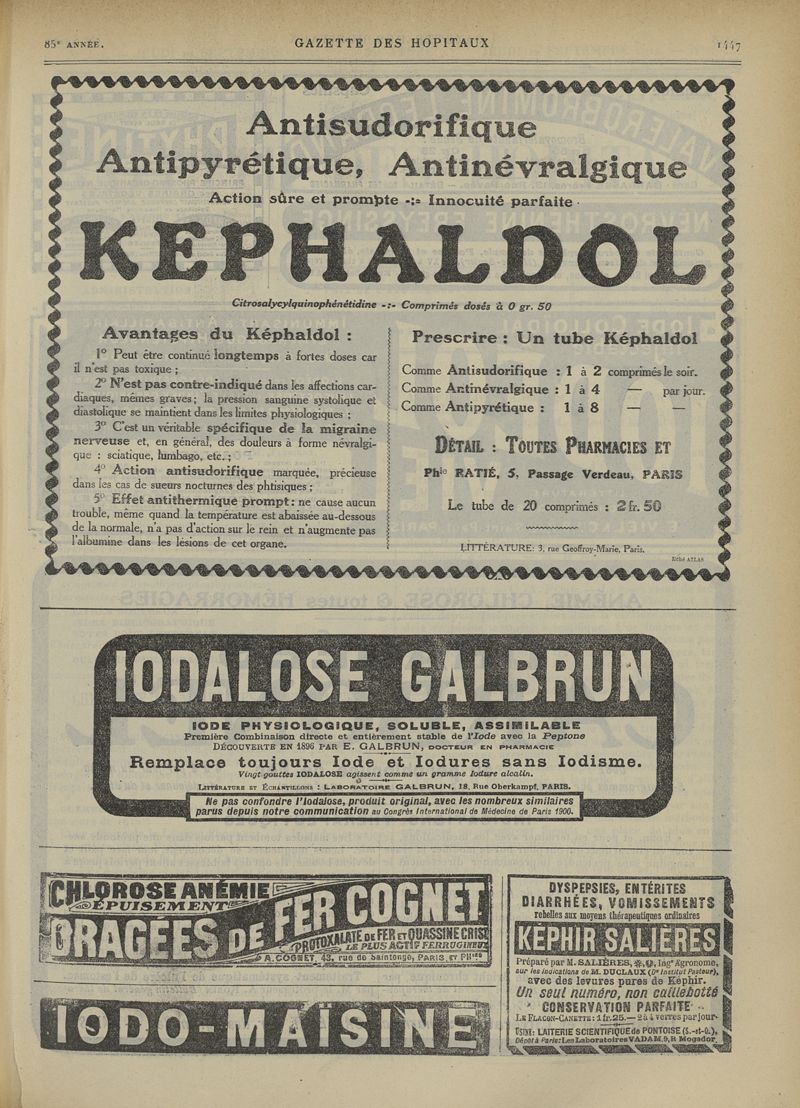 85e ANNÉE.
GAZETTE DES HOPITAUX
1447
Antisudorifique
Antipyrétique, Antinévralgique
Action sûre et prompte -:- Innocuité parfaite
KEPHALDOL
Citrosalycylquinophénétidine -:- Comprimés dosés à 0 gr. 50
Avantages du Képhaldol :
1° Peut être continué longtemps à fortes doses car
il n'est pas toxique ;
2° N'est pas contre-indiqué dans les affections car-
diaques, mêmes graves; la pression sanguine systolique et
diastolique se maintient dans les limites physiologiques ;
3° C'est un véritable spécifique de la migraine
nerveuse et, en général, des douleurs à forme névralgi-
que : sciatique, lumbago, etc. ;
4° Action antisudorifique marquée, précieuse
dans les cas de sueurs nocturnes des phtisiques ;
5° Effet antithermique prompt: ne cause aucun
trouble, même quand la température est abaissée au-dessous
de la normale, n'a pas d'action sur le rein et n'augmente pas
l'albumine dans les lésions de cet organe.
Prescrire : Un tube Képhaldol
Comme Antisudorifique : 1 à 2 comprimés le soir.
Comme Antinévralgique : 1 à 4 — par jour.
Comme Antipyrétique : 1 à 8 — —
DÉTAIL : TOUTES PHARMACIES ET
Phie RATIÉ, 5, Passage Verdeau, PARIS
Le tube de 20 comprimés : 2 fr. 50
LITTÉRATURE: 3, rue Geoffroy-Marie, Paris.
ATLAS
IODALOSE GALBRUN
IODE PHYSIOLOGIQUE, SOLUBLE, ASSIMILABLE
Première Combinaison directe et entièrement stable de l'Iode avec la Peptone
DÉCOUVERTE EN 1896 PAR E. GALBRUN, DOCTEUR EN PHARMACIE
Remplace toujours Iode et Iodures sans Iodisme.
Vingt gouttes IODALOSE agissent comme un gramme Iodure alcalin.
LITTÉRATURE ET ÉCHANTILLONS : LABORATOIRE GALBRUN, 18, Rue Oberkampf, PARIS.
Ne pas confondre l'Iodalose, produit original, avec les nombreux similaires
parus depuis notre communication au Congrès International de Médecine de Paris 1900.
CHLOROSE ANÉMIE
ÉPUISEMENT
DRAGÉES DE FER COGNET
PROTOXALATE DE FER ET QUASSINE CRISE
LE PLUS ACTIF FERRUGINEUX
A. COGNET, 43, rue de Saintonge, PARIS, ET PHies
IODO-MAÏSINE
DYSPEPSIES, ENTÉRITES
DIARRHÉES, VOMISSEMENTS
rebelles aux moyens thérapeutiques ordinaires
KÉPHIR SALIÈRES
Préparé par M. SALIÈRES, Ingr Agronome,
sur les indications de M. DUCLAUX (Dr Institut Pasteur),
avec des levures pures de Képhir.
Un seul numéro, non caillebotté
CONSERVATION PARFAITE
LE FLACON-CANETTE: 1 fr.25.—2 à 4 verres par jour.
USINE: LAITERIE SCIENTIFIQUE de PONTOISE (S.-et-O.),
Dépôt à Paris: Les Laboratoires VADAM, 9, R Mogador.